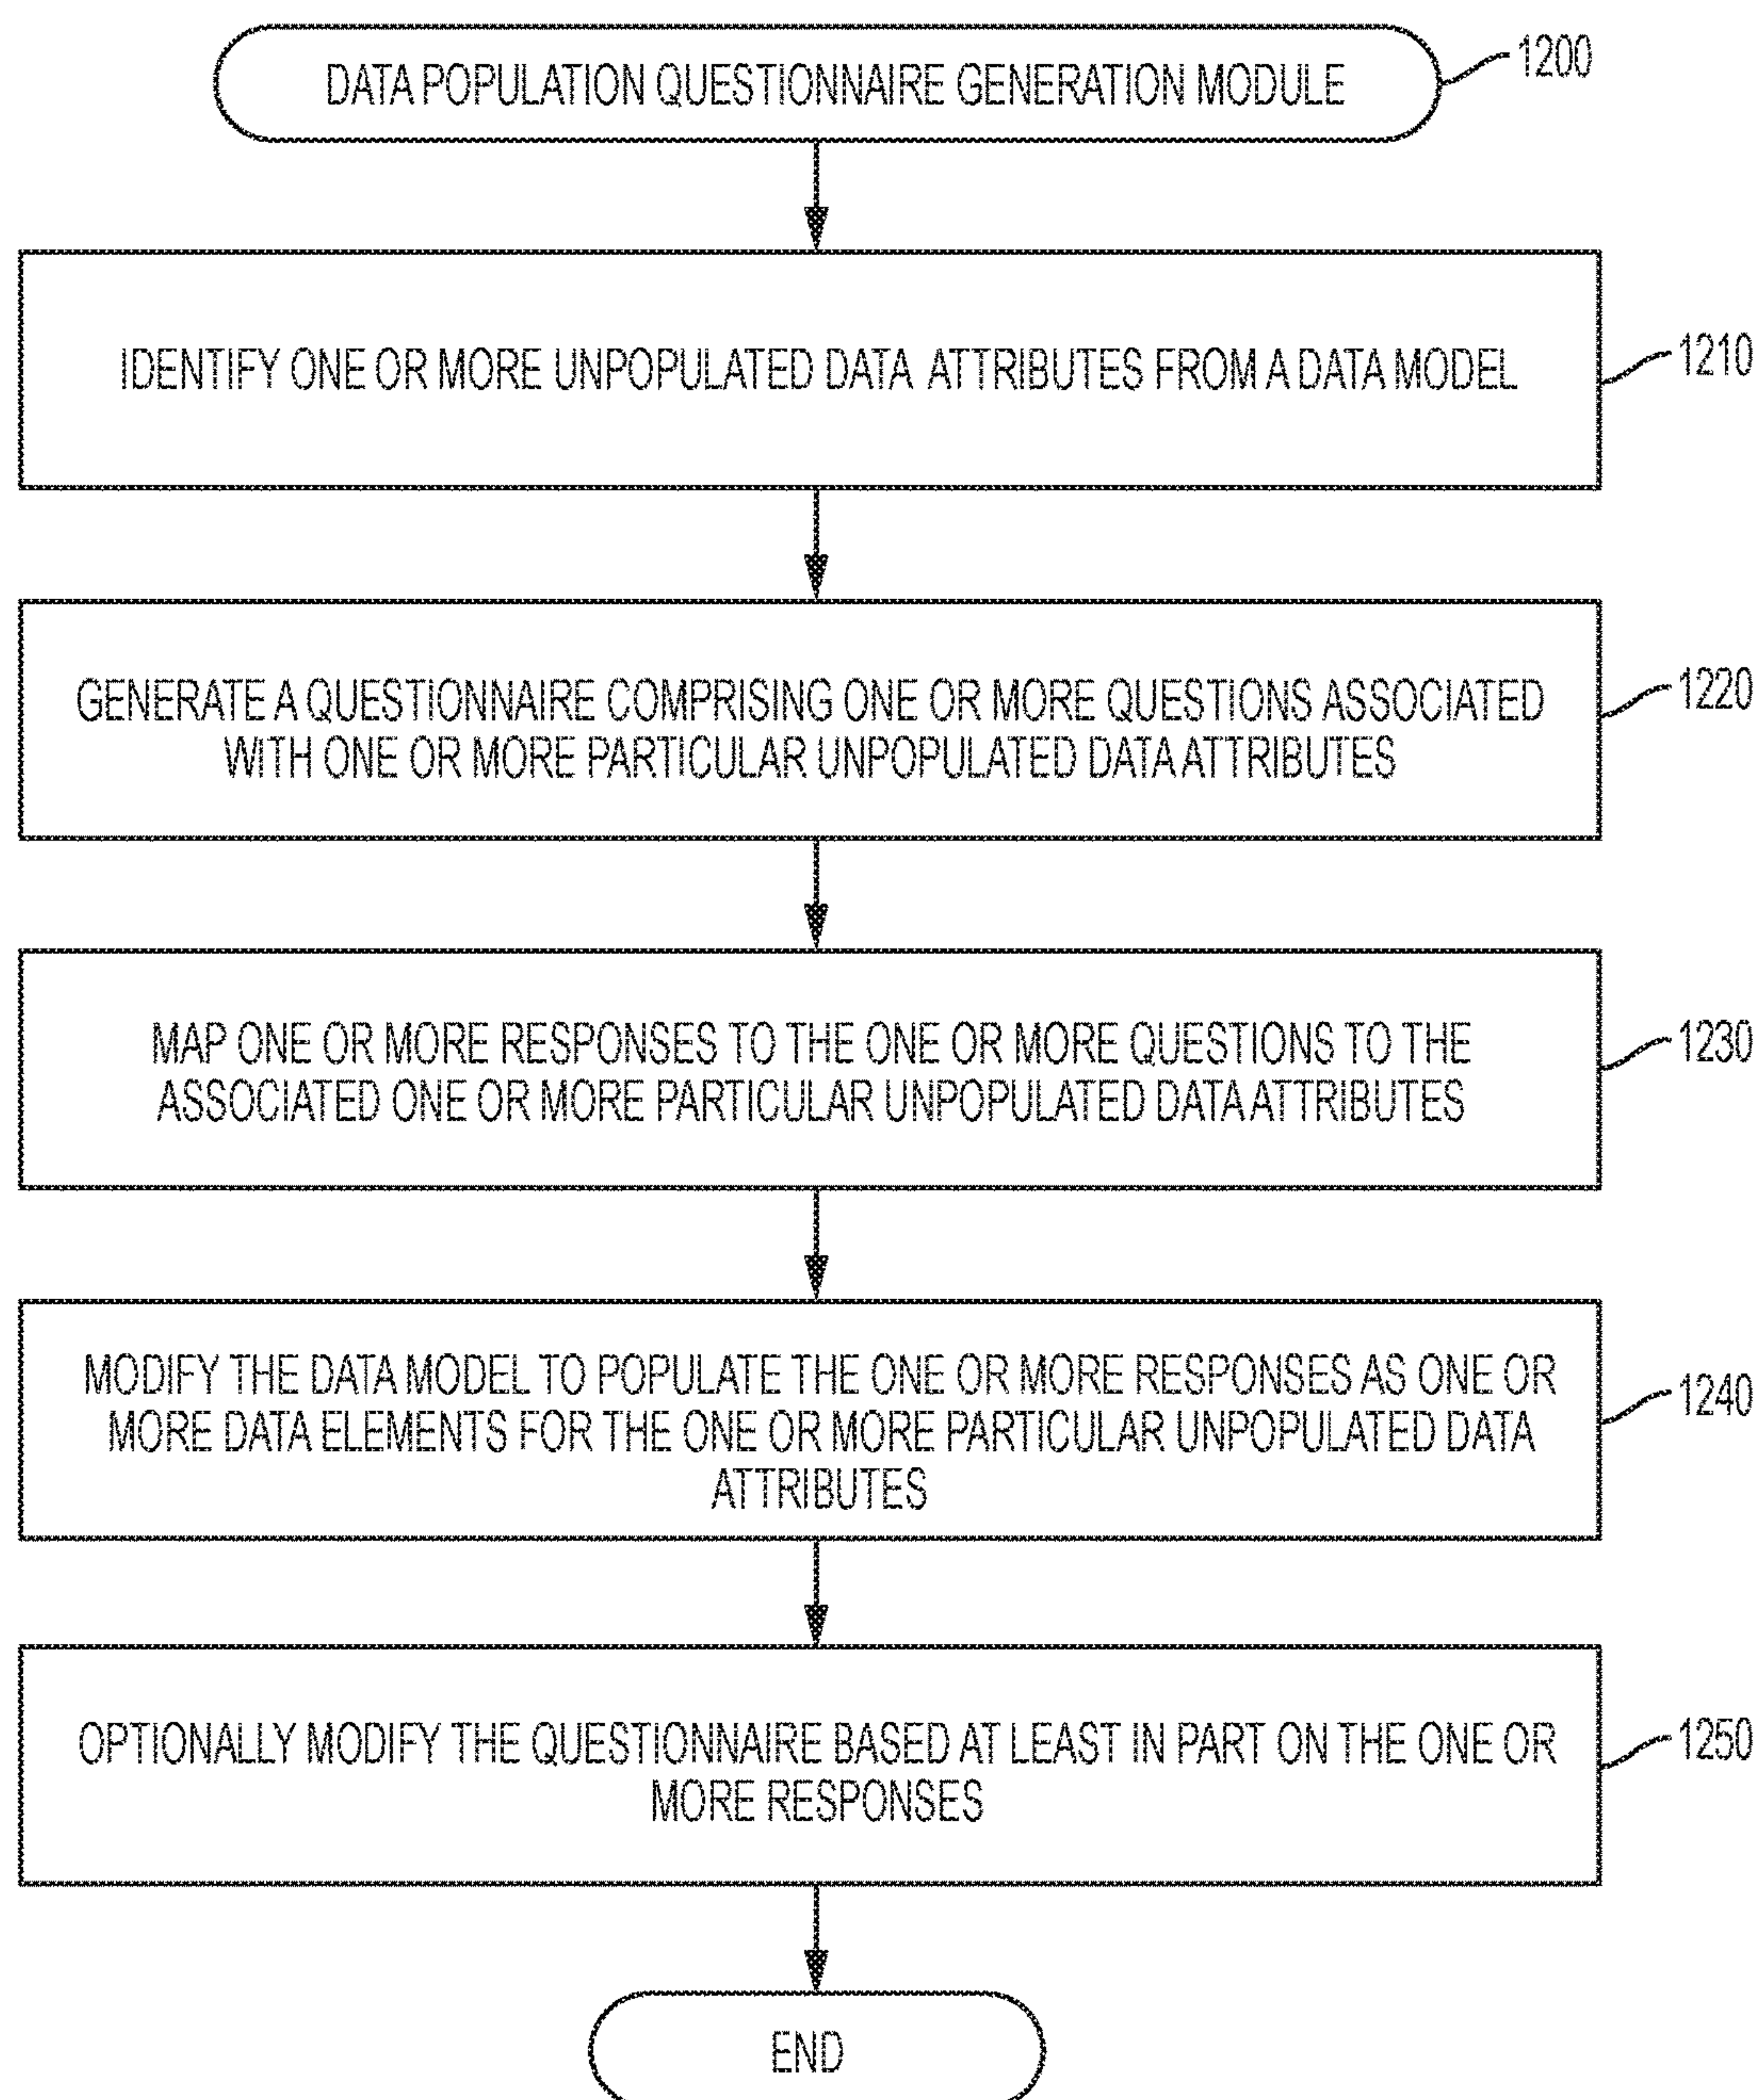 DATA POPULATION QUESTIONNAIRE GENERATION MODULE
1200
IDENTIFY ONE OR MORE UNPOPULATED DATA ATTRIBUTES FROM A DATA MODEL
1210
GENERATE A QUESTIONNAIRE COMPRISING ONE OR MORE QUESTIONS ASSOCIATED
WITH ONE OR MORE PARTICULAR UNPOPULATED DATA ATTRIBUTES
1220
MAP ONE OR MORE RESPONSES TO THE ONE OR MORE QUESTIONS TO THE
ASSOCIATED ONE OR MORE PARTICULAR UNPOPULATED DATA ATTRIBUTES
1230
MODIFY THE DATA MODEL TO POPULATE THE ONE OR MORE RESPONSES AS ONE OR
MORE DATA ELEMENTS FOR THE ONE OR MORE PARTICULAR UNPOPULATED DATA
ATTRIBUTES
1240
OPTIONALLY MODIFY THE QUESTIONNAIRE BASED AT LEAST IN PART ON THE ONE OR
MORE RESPONSES
1250
END